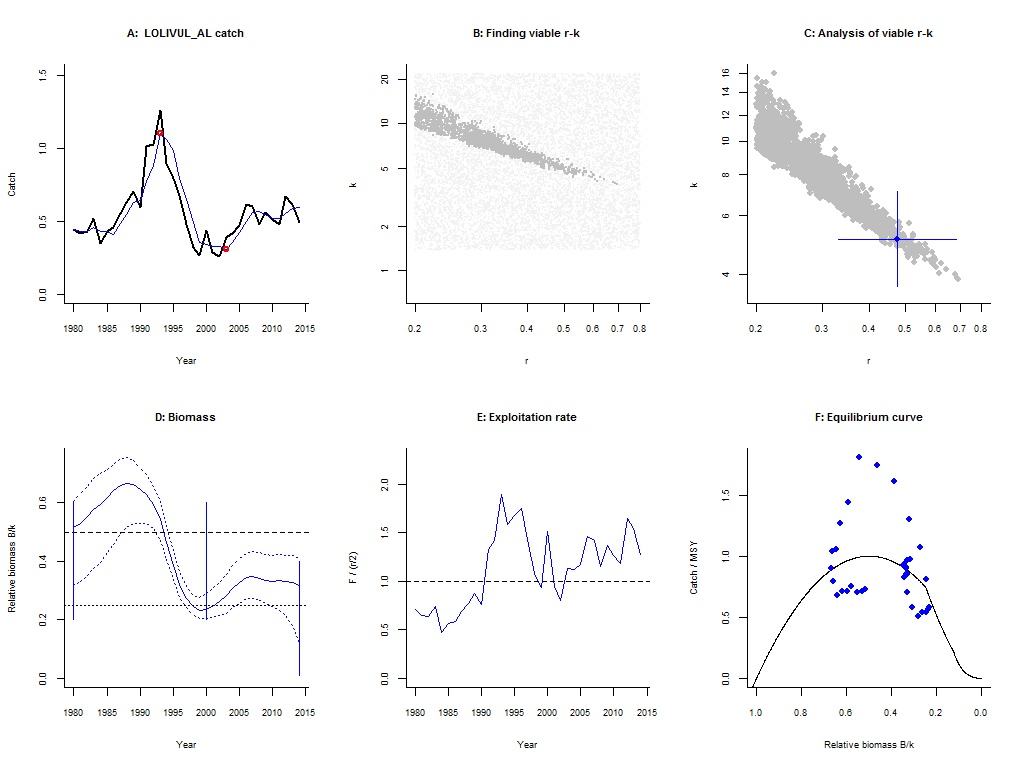 A: LOLIVUL_AL catch
B: Finding viable r-k
C: Analysis of viable r-k
Catch
0.0 0.5 1.0 1.5
1980 1985 1990 1995 2000 2005 2010 2015
Year
k
1 2 5 10 20
0.2 0.3 0.4 0.5 0.6 0.7 0.8
r
k
4 6 8 10 12 14 16
0.2 0.3 0.4 0.5 0.6 0.7 0.8
r
D: Biomass
E: Exploitation rate
F: Equilibrium curve
Relative biomass B/k
0.0 0.2 0.4 0.6
1980 1985 1990 1995 2000 2005 2010 2015
Year
F / (r/2)
0.0 0.5 1.0 1.5 2.0
1980 1985 1990 1995 2000 2005 2010 2015
Year
Catch / MSY
0.0 0.5 1.0 1.5
1.0 0.8 0.6 0.4 0.2 0.0
Relative biomass B/k